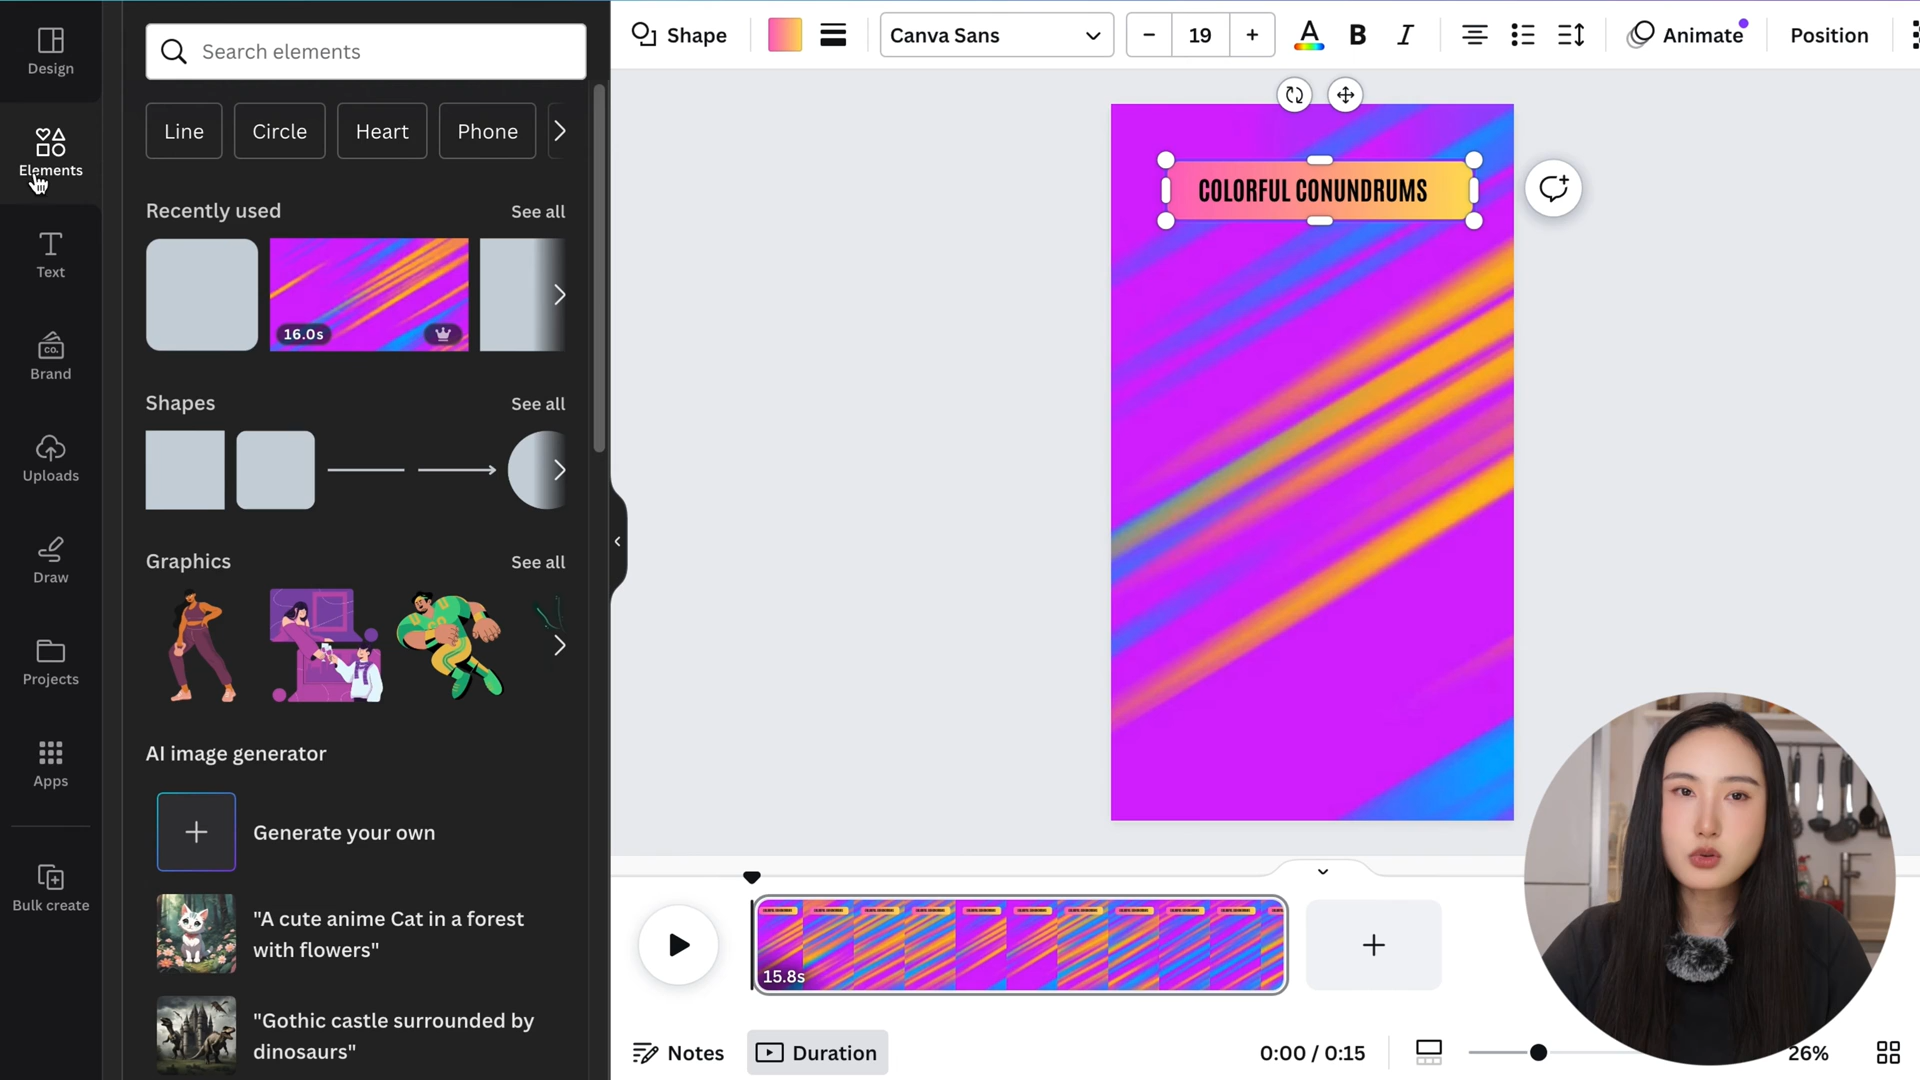 Design
Elements
Text
CO.
Brand
Uploads
Draw
Projects
Apps
Bulk create
Search elements
Line
Circle
Heart
Phone
Recently used
See all
16.0s
Shapes
See all
Graphics
See all
AI image generator
Generate your own
"A cute anime Cat in a forest
with flowers"
"Gothic castle surrounded by
dinosaurs"
Shape
Canva Sans
19
A
B
I
Animate
Position
COLORFUL CONUNDRUMS
15.8s
Notes
Duration
0:00 / 0:15
26%